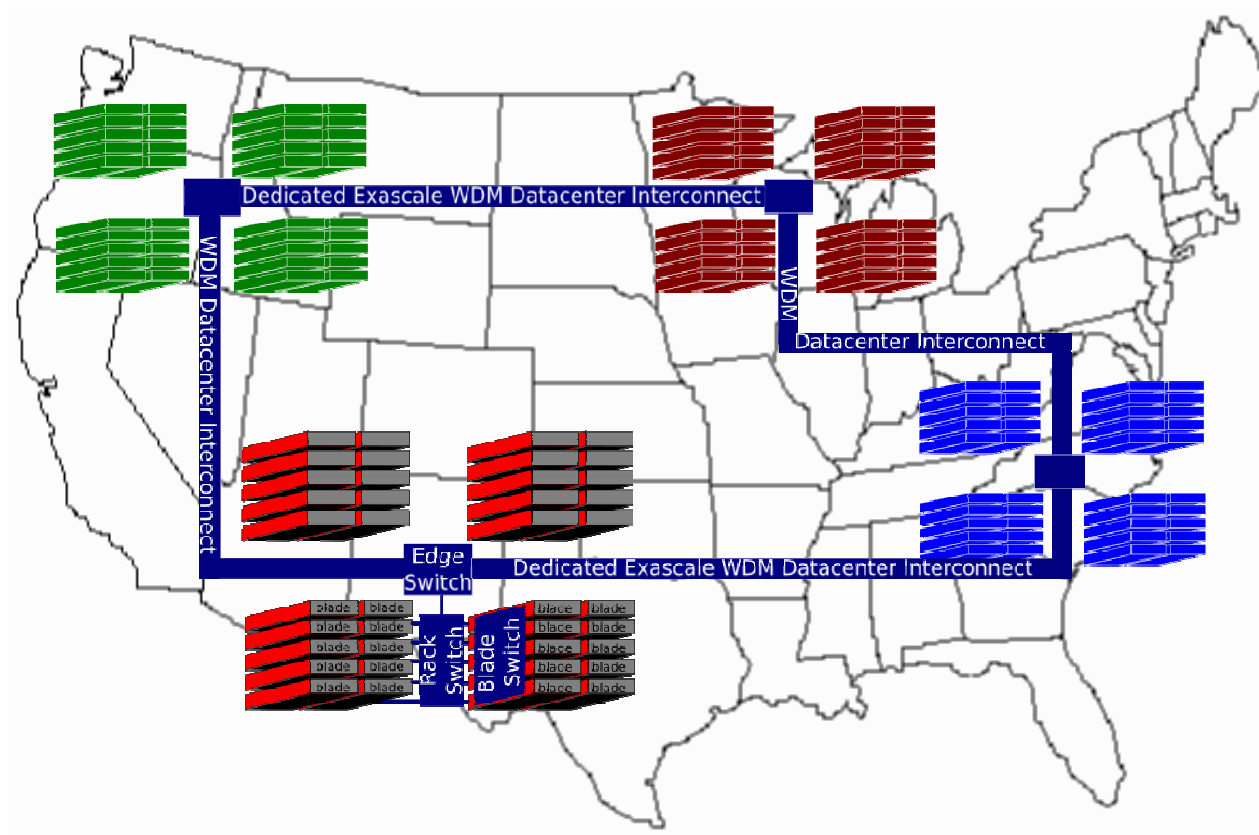 Dedicated Exascale WDM Datacenter Interconnect
WDM Datacenter Interconnect
WDM
Datacenter Interconnect
Edge
Switch
Dedicated Exascale WDM Datacenter Interconnect
blade blade
blade blade
blade blade
blade blade
blade blade
Rack
Switch
Blade
Switch
blade blade
blade blade
blade blade
blade blade
blade blade